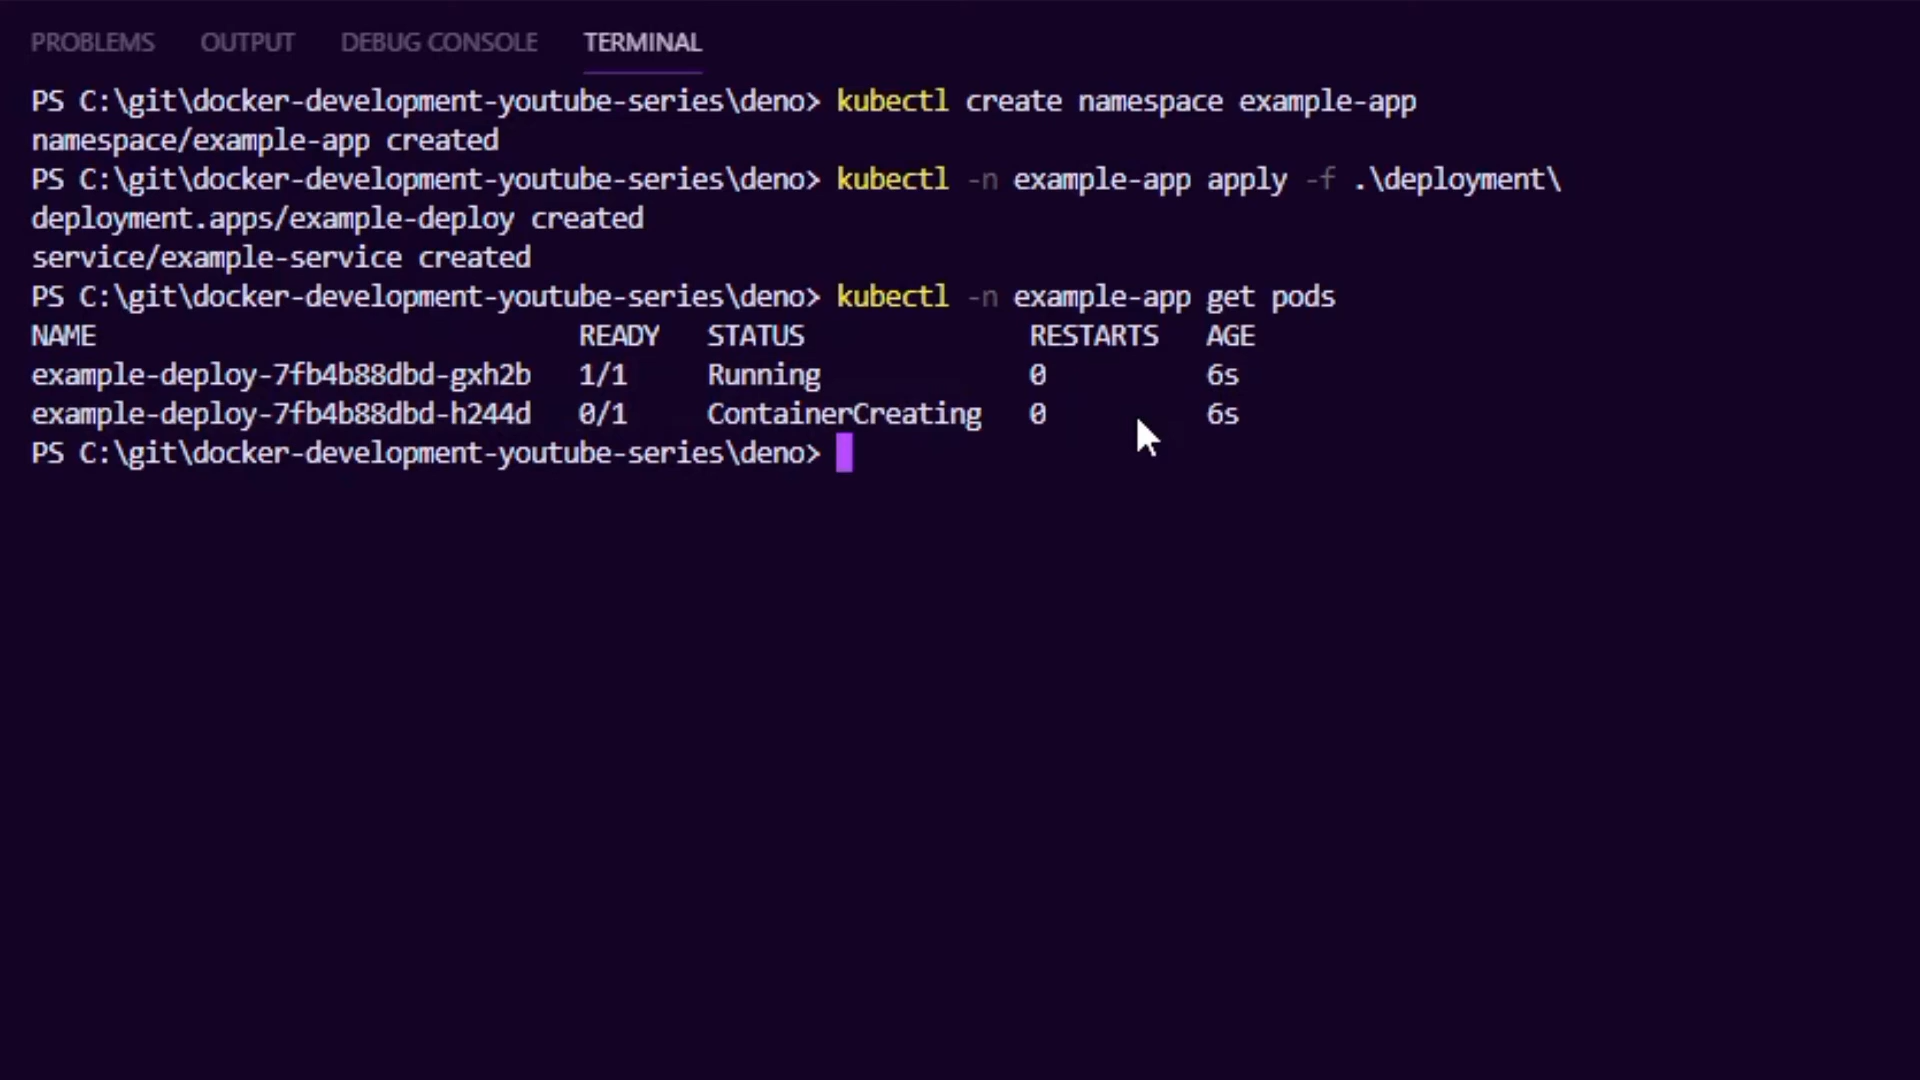 PROBLEMS OUTPUT DEBUG CONSOLE TERMINAL
PS C:\git\docker-development-youtube-series\deno> kubectl create namespace example-app
namespace/example-app created
PS C:\git\docker-development-youtube-series\deno> kubectl -n example-app apply -f .\deployment\
deployment.apps/example-deploy created
service/example-service created
PS C:\git\docker-development-youtube-series\deno> kubectl -n example-app get pods
NAME READY STATUS RESTARTS AGE
example-deploy-7fb4b88dbd-gxh2b 1/1 Running 0 6s
example-deploy-7fb4b88dbd-h244d 0/1 ContainerCreating 0 6s
PS C:\git\docker-development-youtube-series\deno>